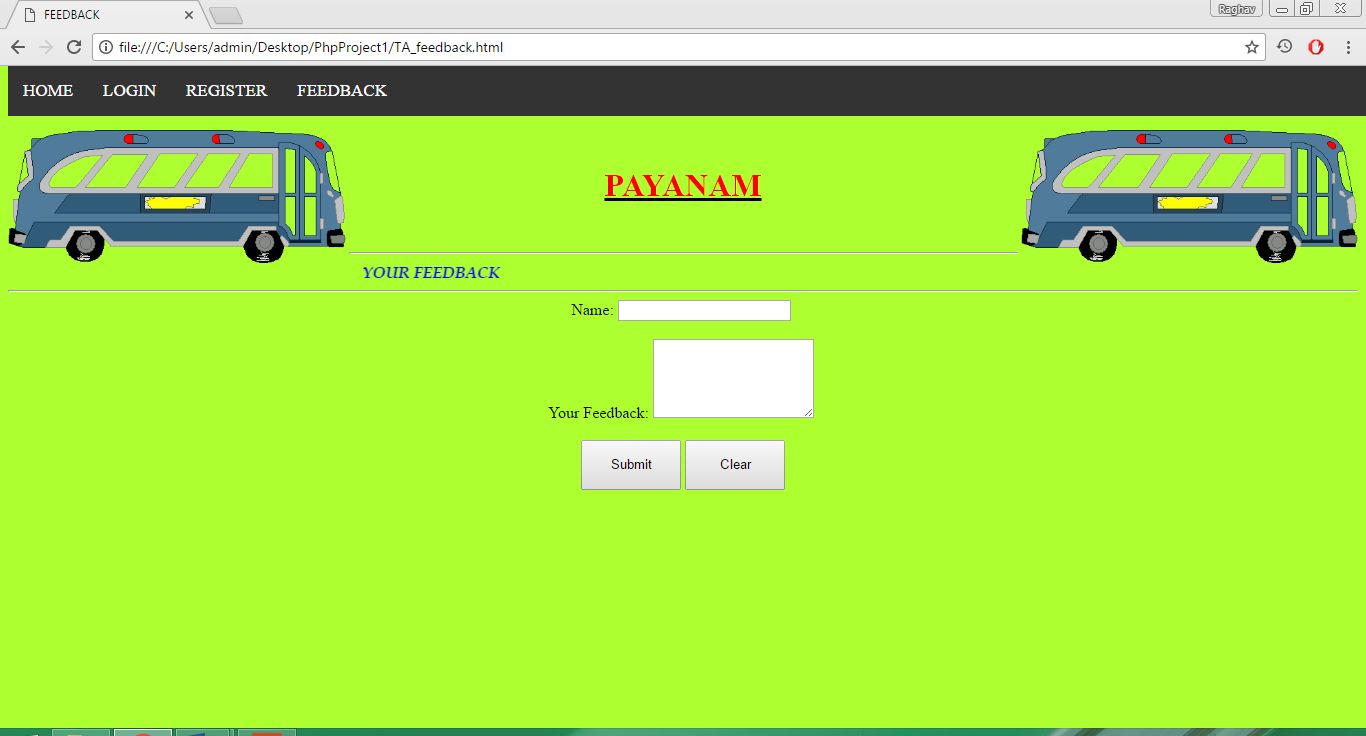 FEEDBACK
Raghav
file:///C:/Users/admin/Desktop/PhpProject1/TA_feedback.html
HOME LOGIN REGISTER FEEDBACK
PAYANAM
YOUR FEEDBACK
Name:
Your Feedback:
Submit Clear